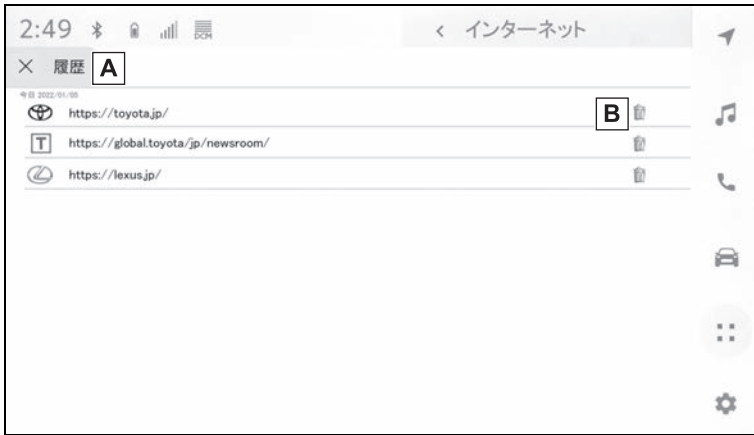 2:49 DCM < インターネット
× 履歴 A
今日 2022/01/05
https://toyota.jp/ B
T https://global.toyota/jp/newsroom/
https://lexus.jp/